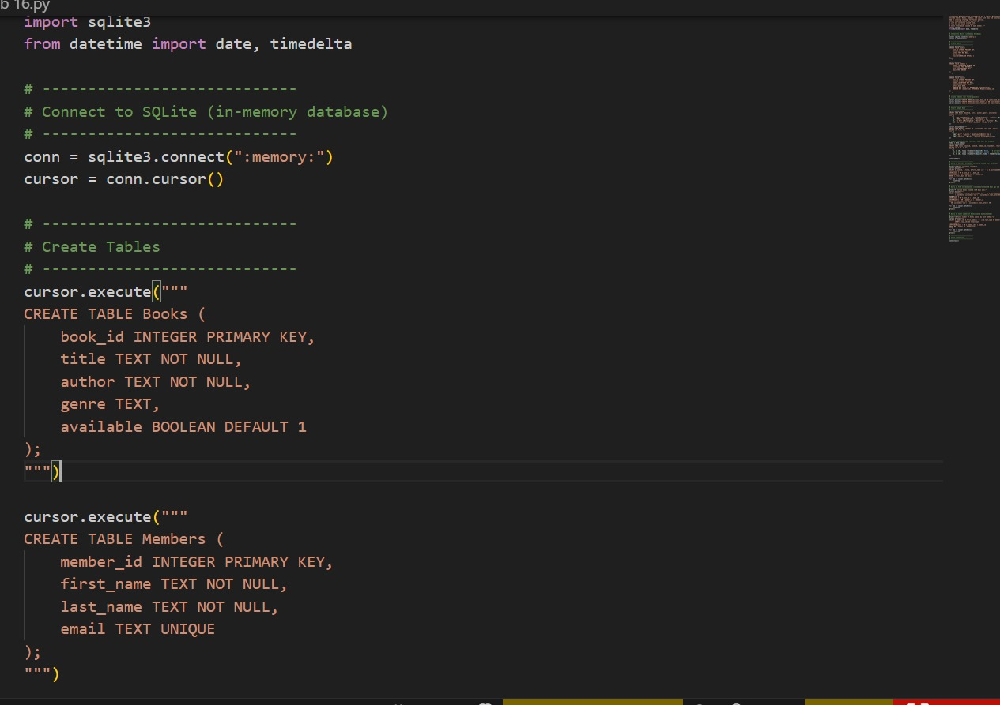 b 16.py
import sqlite3
from datetime import date, timedelta
# ----------------------------
# Connect to SQLite (in-memory database)
# ----------------------------
conn = sqlite3.connect(":memory:")
cursor = conn.cursor()
# ----------------------------
# Create Tables
# ----------------------------
cursor.execute("""
CREATE TABLE Books (
    book_id INTEGER PRIMARY KEY,
    title TEXT NOT NULL,
    author TEXT NOT NULL,
    genre TEXT,
    available BOOLEAN DEFAULT 1
);
""")
cursor.execute("""
CREATE TABLE Members (
    member_id INTEGER PRIMARY KEY,
    first_name TEXT NOT NULL,
    last_name TEXT NOT NULL,
    email TEXT UNIQUE
);
""")